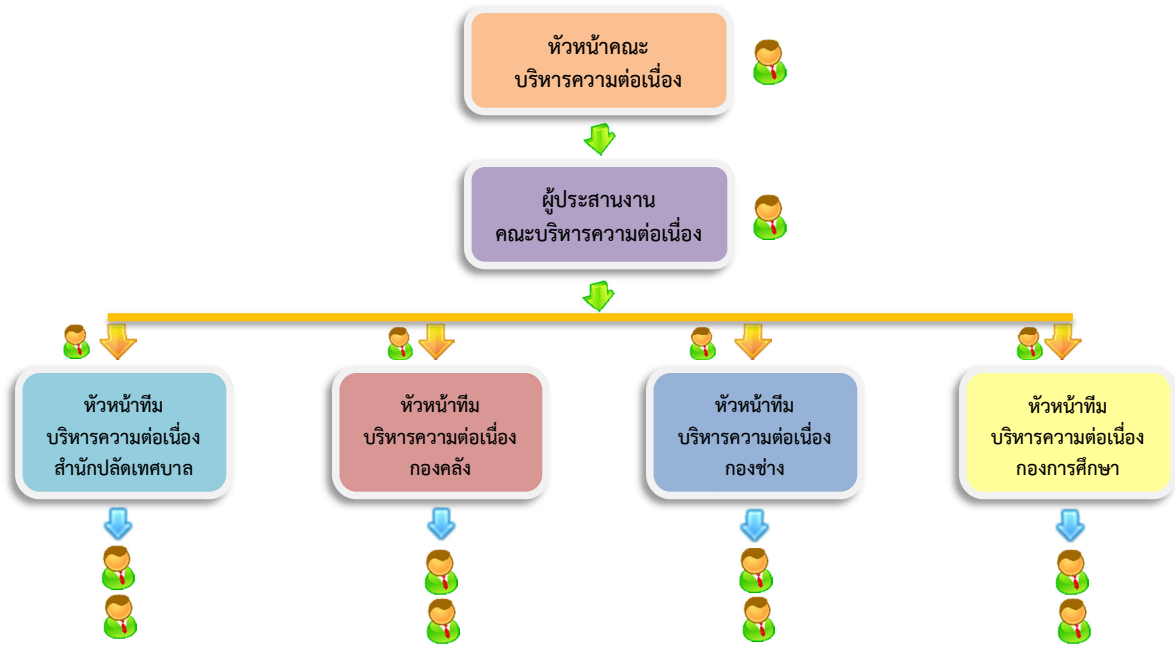 หัวหน้าคณะ
บริหารความต่อเนื่อง
ผู้ประสานงาน
คณะบริหารความต่อเนื่อง
หัวหน้าทีม
บริหารความต่อเนื่อง
สำนักปลัดเทศบาล
หัวหน้าทีม
บริหารความต่อเนื่อง
กองคลัง
หัวหน้าทีม
บริหารความต่อเนื่อง
กองช่าง
หัวหน้าทีม
บริหารความต่อเนื่อง
กองการศึกษา